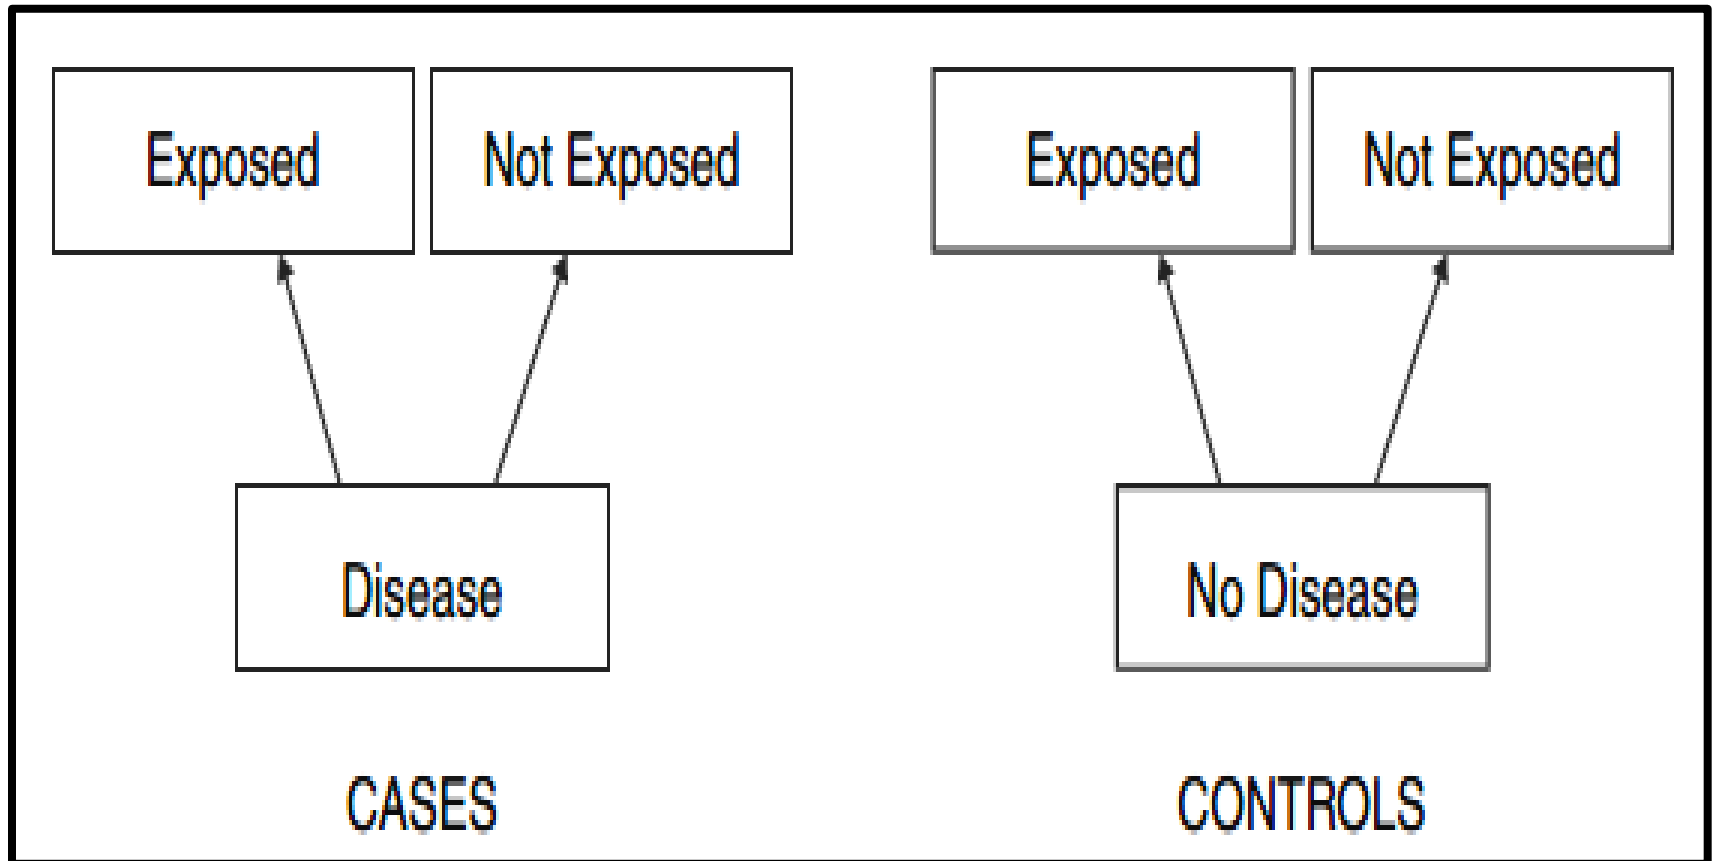 Exposed
Not Exposed
Exposed
Not Exposed
Disease
No Disease
CASES
CONTROLS